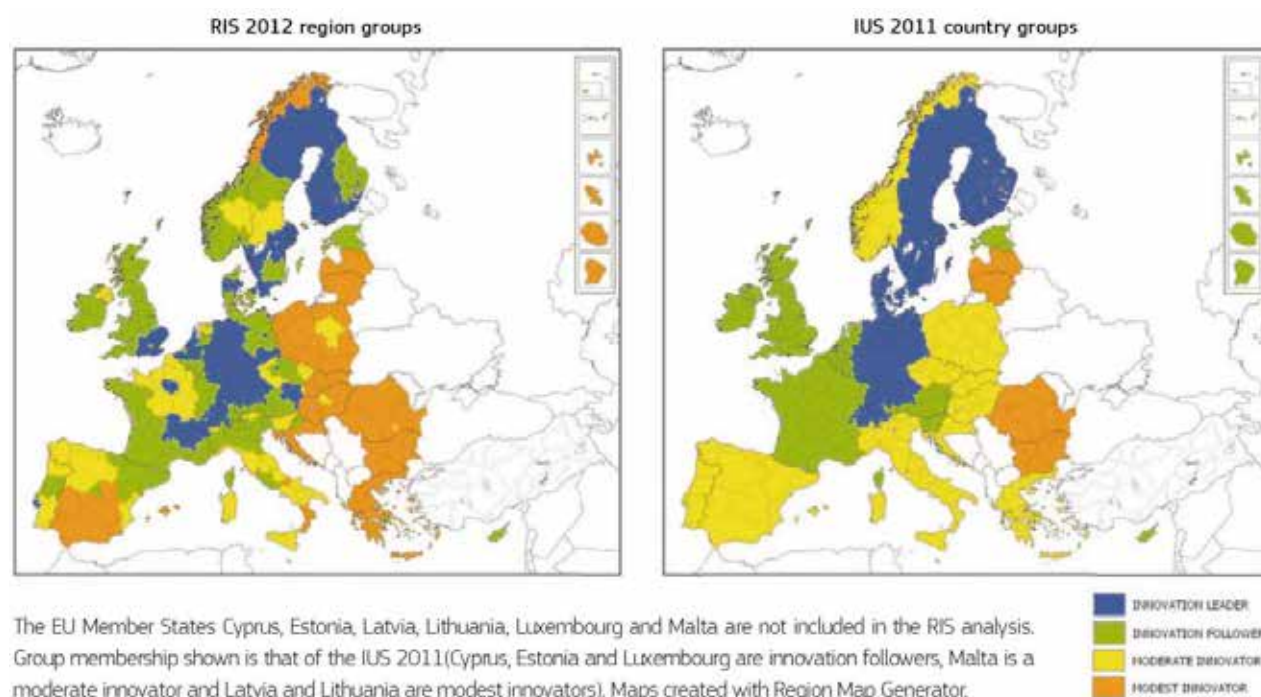 RIS 2012 region groups
IUS 2011 country groups
The EU Member States Cyprus, Estonia, Latvia, Lithuania, Luxembourg and Malta are not included in the RIS analysis.
Group membership shown is that of the IUS 2011(Cyprus, Estonia and Luxembourg are innovation followers, Malta is a
moderate innovator and Latvia and Lithuania are modest innovators). Maps created with Region Map Generator.
INNOVATION LEADER
INNOVATION FOLLOWER
MODERATE INNOVATOR
MODEST INNOVATOR